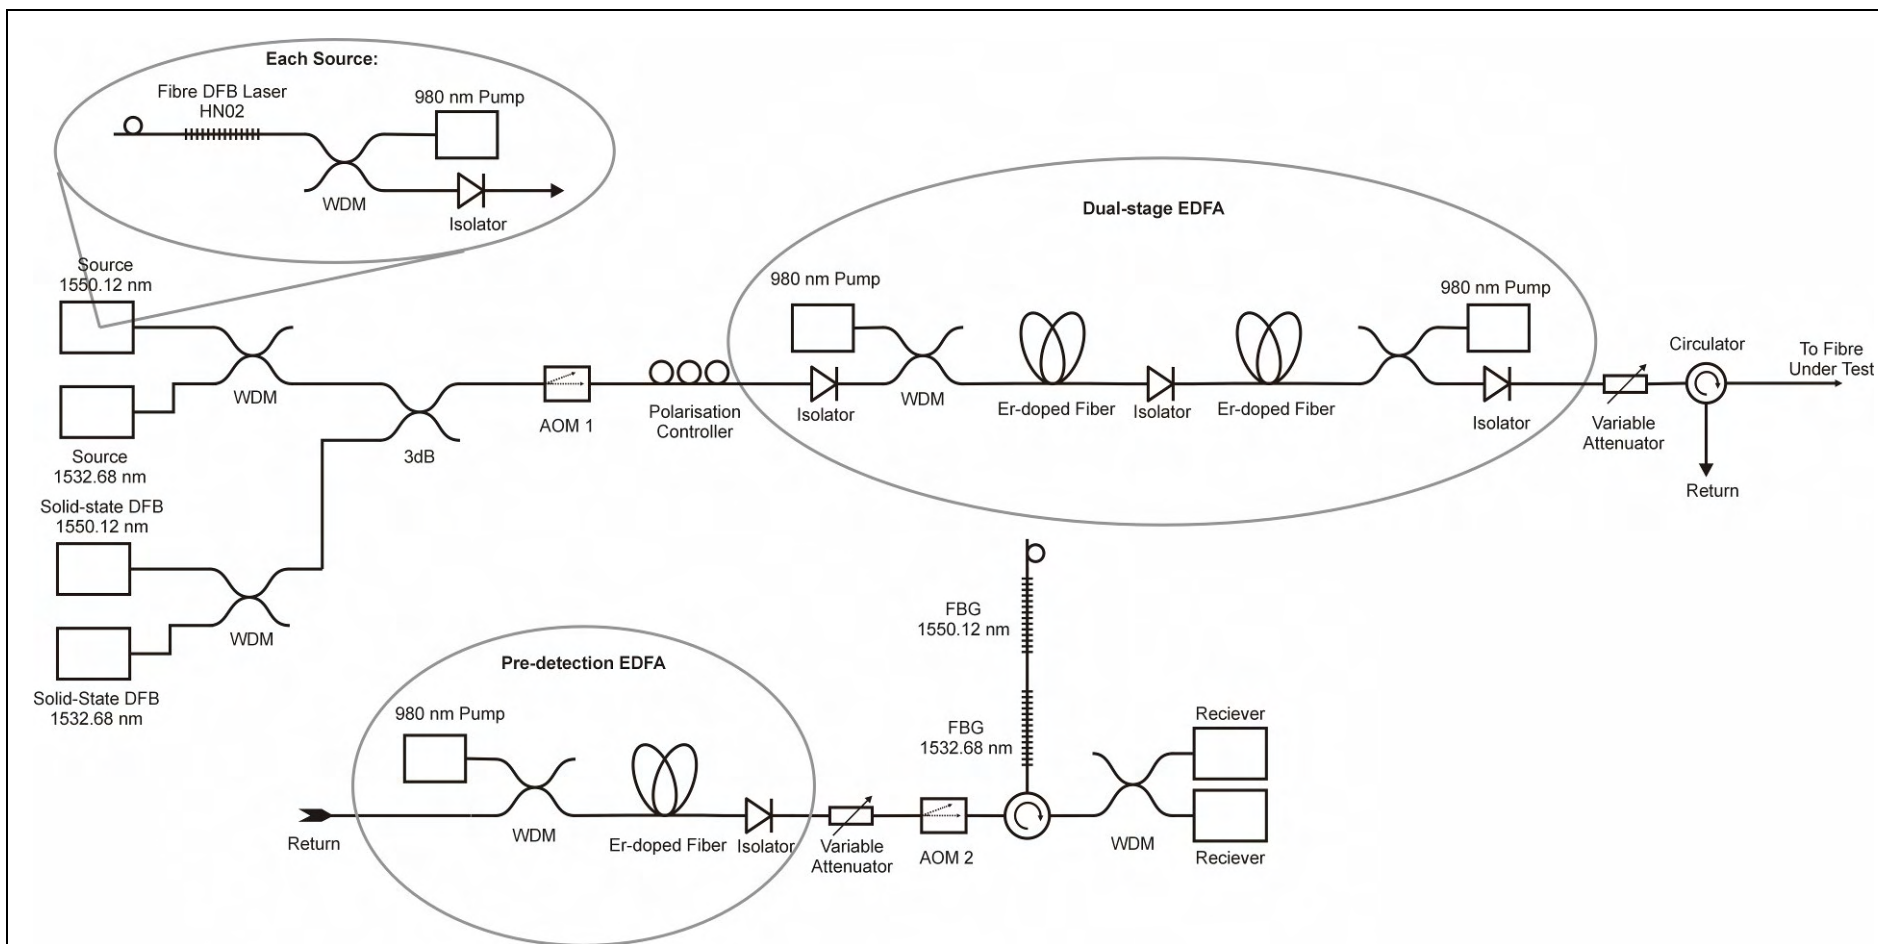 Each Source:
Fibre DFB Laser
HN02
980 nm Pump
WDM
Isolator
Source
1550.12 nm
WDM
Source
1532.68 nm
Solid-state DFB
1550.12 nm
WDM
Solid-State DFB
1532.68 nm
3dB
AOM 1
Polarisation
Controller
Dual-stage EDFA
980 nm Pump
Isolator
WDM
Er-doped Fiber
Isolator
Er-doped Fiber
980 nm Pump
Isolator
Variable
Attenuator
Circulator
To Fibre
Under Test
Return
Pre-detection EDFA
980 nm Pump
Return
WDM
Er-doped Fiber
Isolator
Variable
Attenuator
AOM 2
FBG
1550.12 nm
FBG
1532.68 nm
WDM
Reciever
Reciever